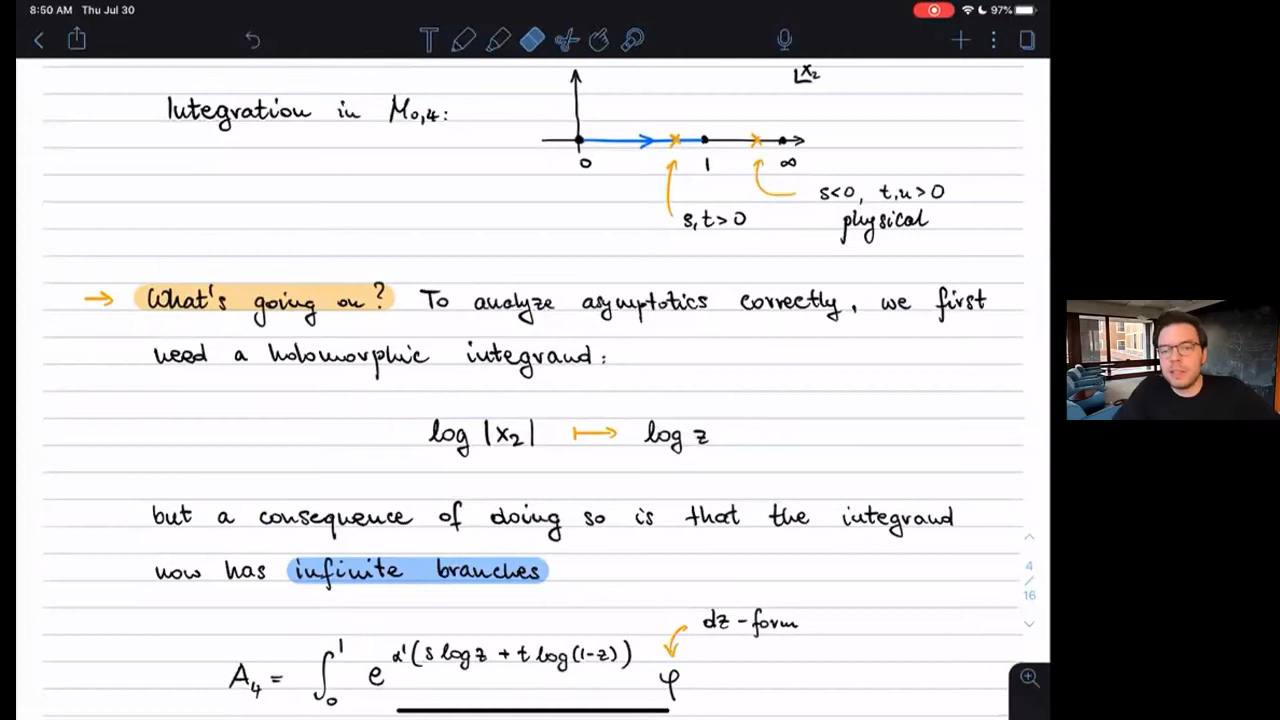 8:50 AM Thu Jul 30
97%
Integration in M0,4:
x2
0
1
∞
s<0, t,u>0
physical
s,t>0
→ What's going on? To analyze asymptotics correctly, we first
need a holomorphic integrand:
log |x2| ↦ log z
but a consequence of doing so is that the integrand
now has infinite branches
4
/
16
dz-form
A4 = ∫₀¹ e^α'(s log z + t log(1-z)) φ